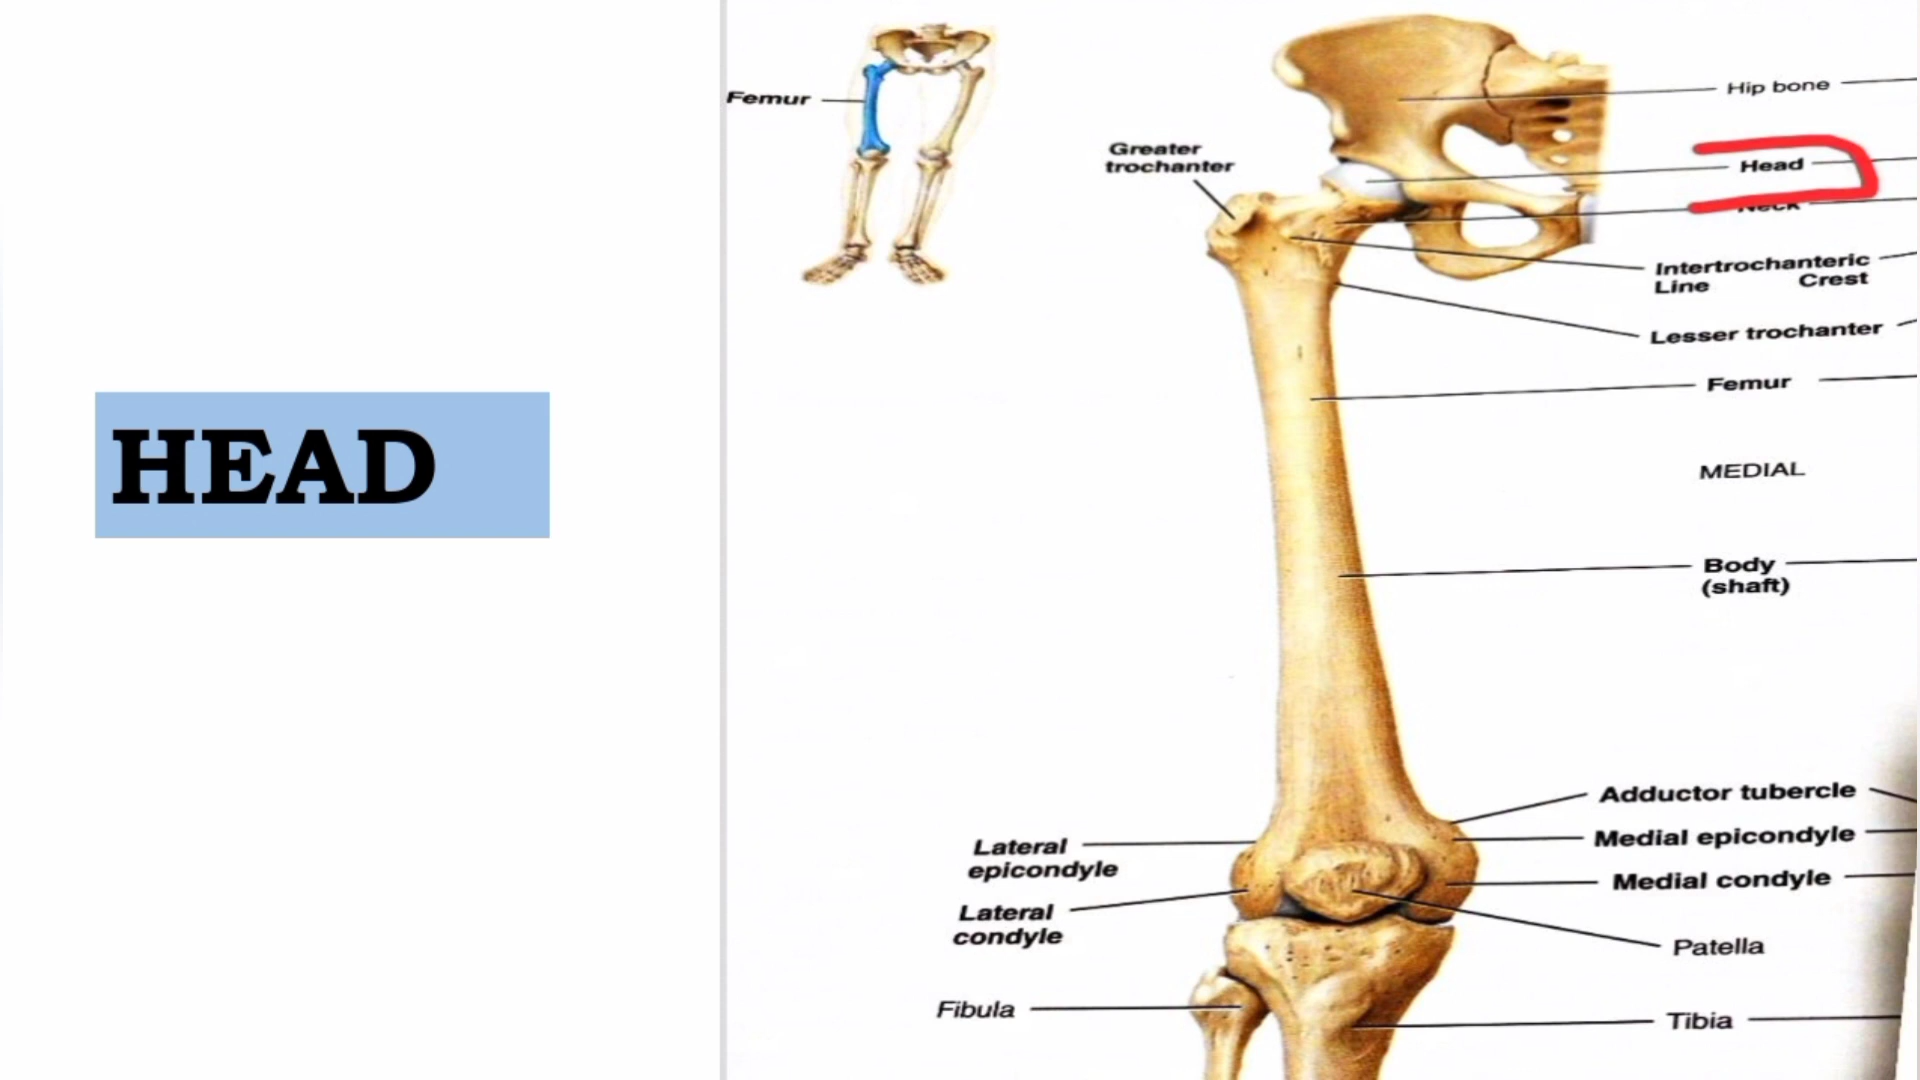 HEAD
Femur
Greater
trochanter
Hip bone
Head
Neck
Intertrochanteric
Line Crest
Lesser trochanter
Femur
MEDIAL
Body
(shaft)
Adductor tubercle
Medial epicondyle
Medial condyle
Patella
Tibia
Lateral
epicondyle
Lateral
condyle
Fibula